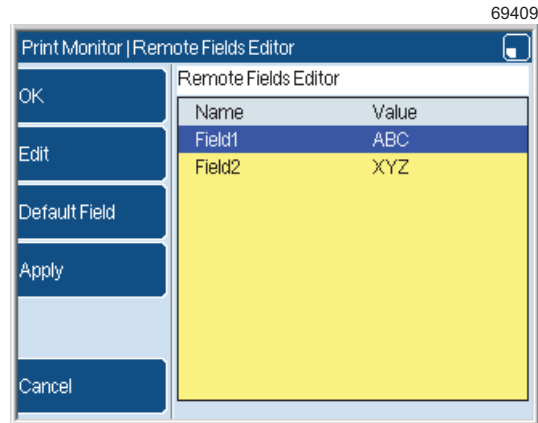 69409
Print Monitor | Remote Fields Editor
OK
Edit
Default Field
Apply
Cancel
Remote Fields Editor
Name Value
Field1 ABC
Field2 XYZ